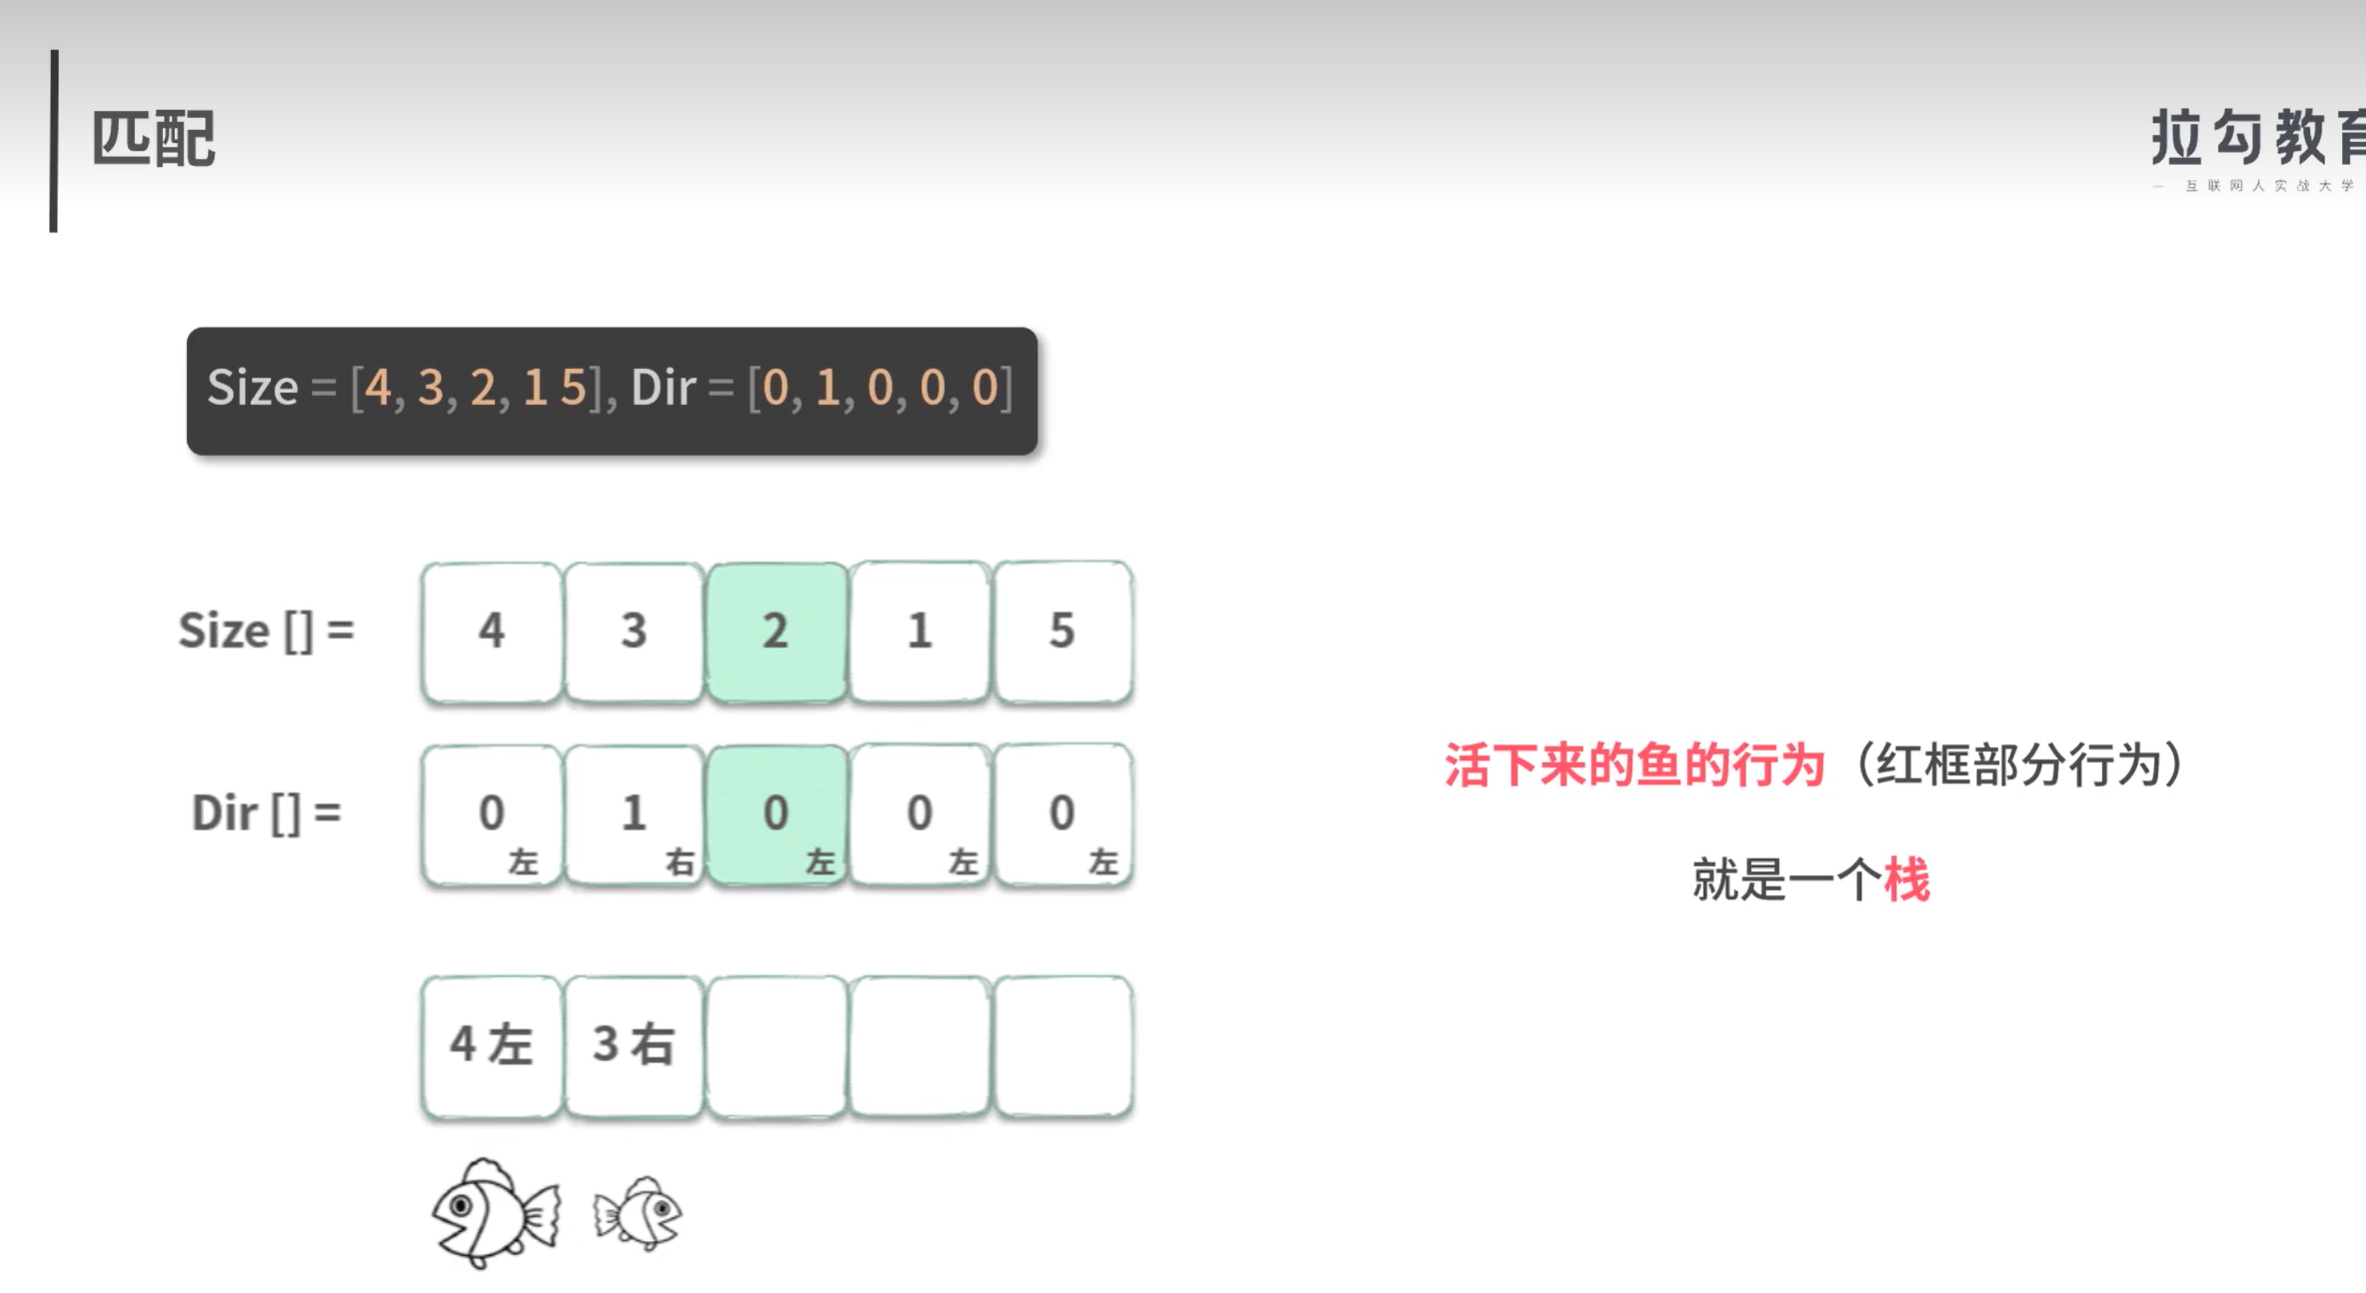 匹配
拉勾教育
— 互联网人实战大学
Size = [4, 3, 2, 1 5], Dir = [0, 1, 0, 0, 0]
Size [] = 4 3 2 1 5
Dir [] = 0 左 1 右 0 左 0 左 0 左
活下来的鱼的行为（红框部分行为）
就是一个栈
4 左 3 右